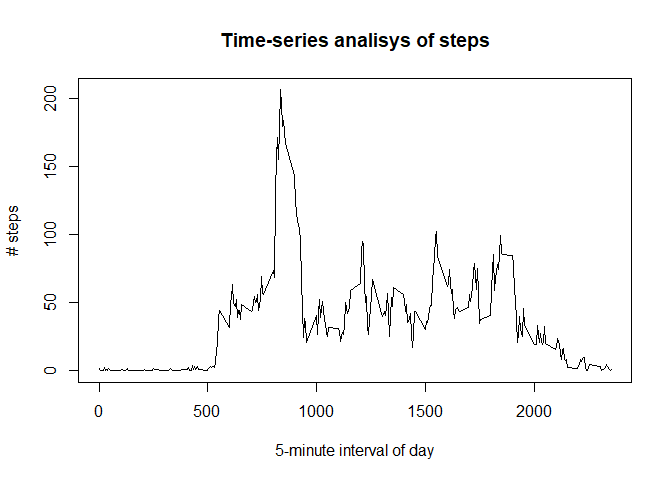 Time-series analisys of steps
# steps
200
150
100
50
0
0 500 1000 1500 2000
5-minute interval of day